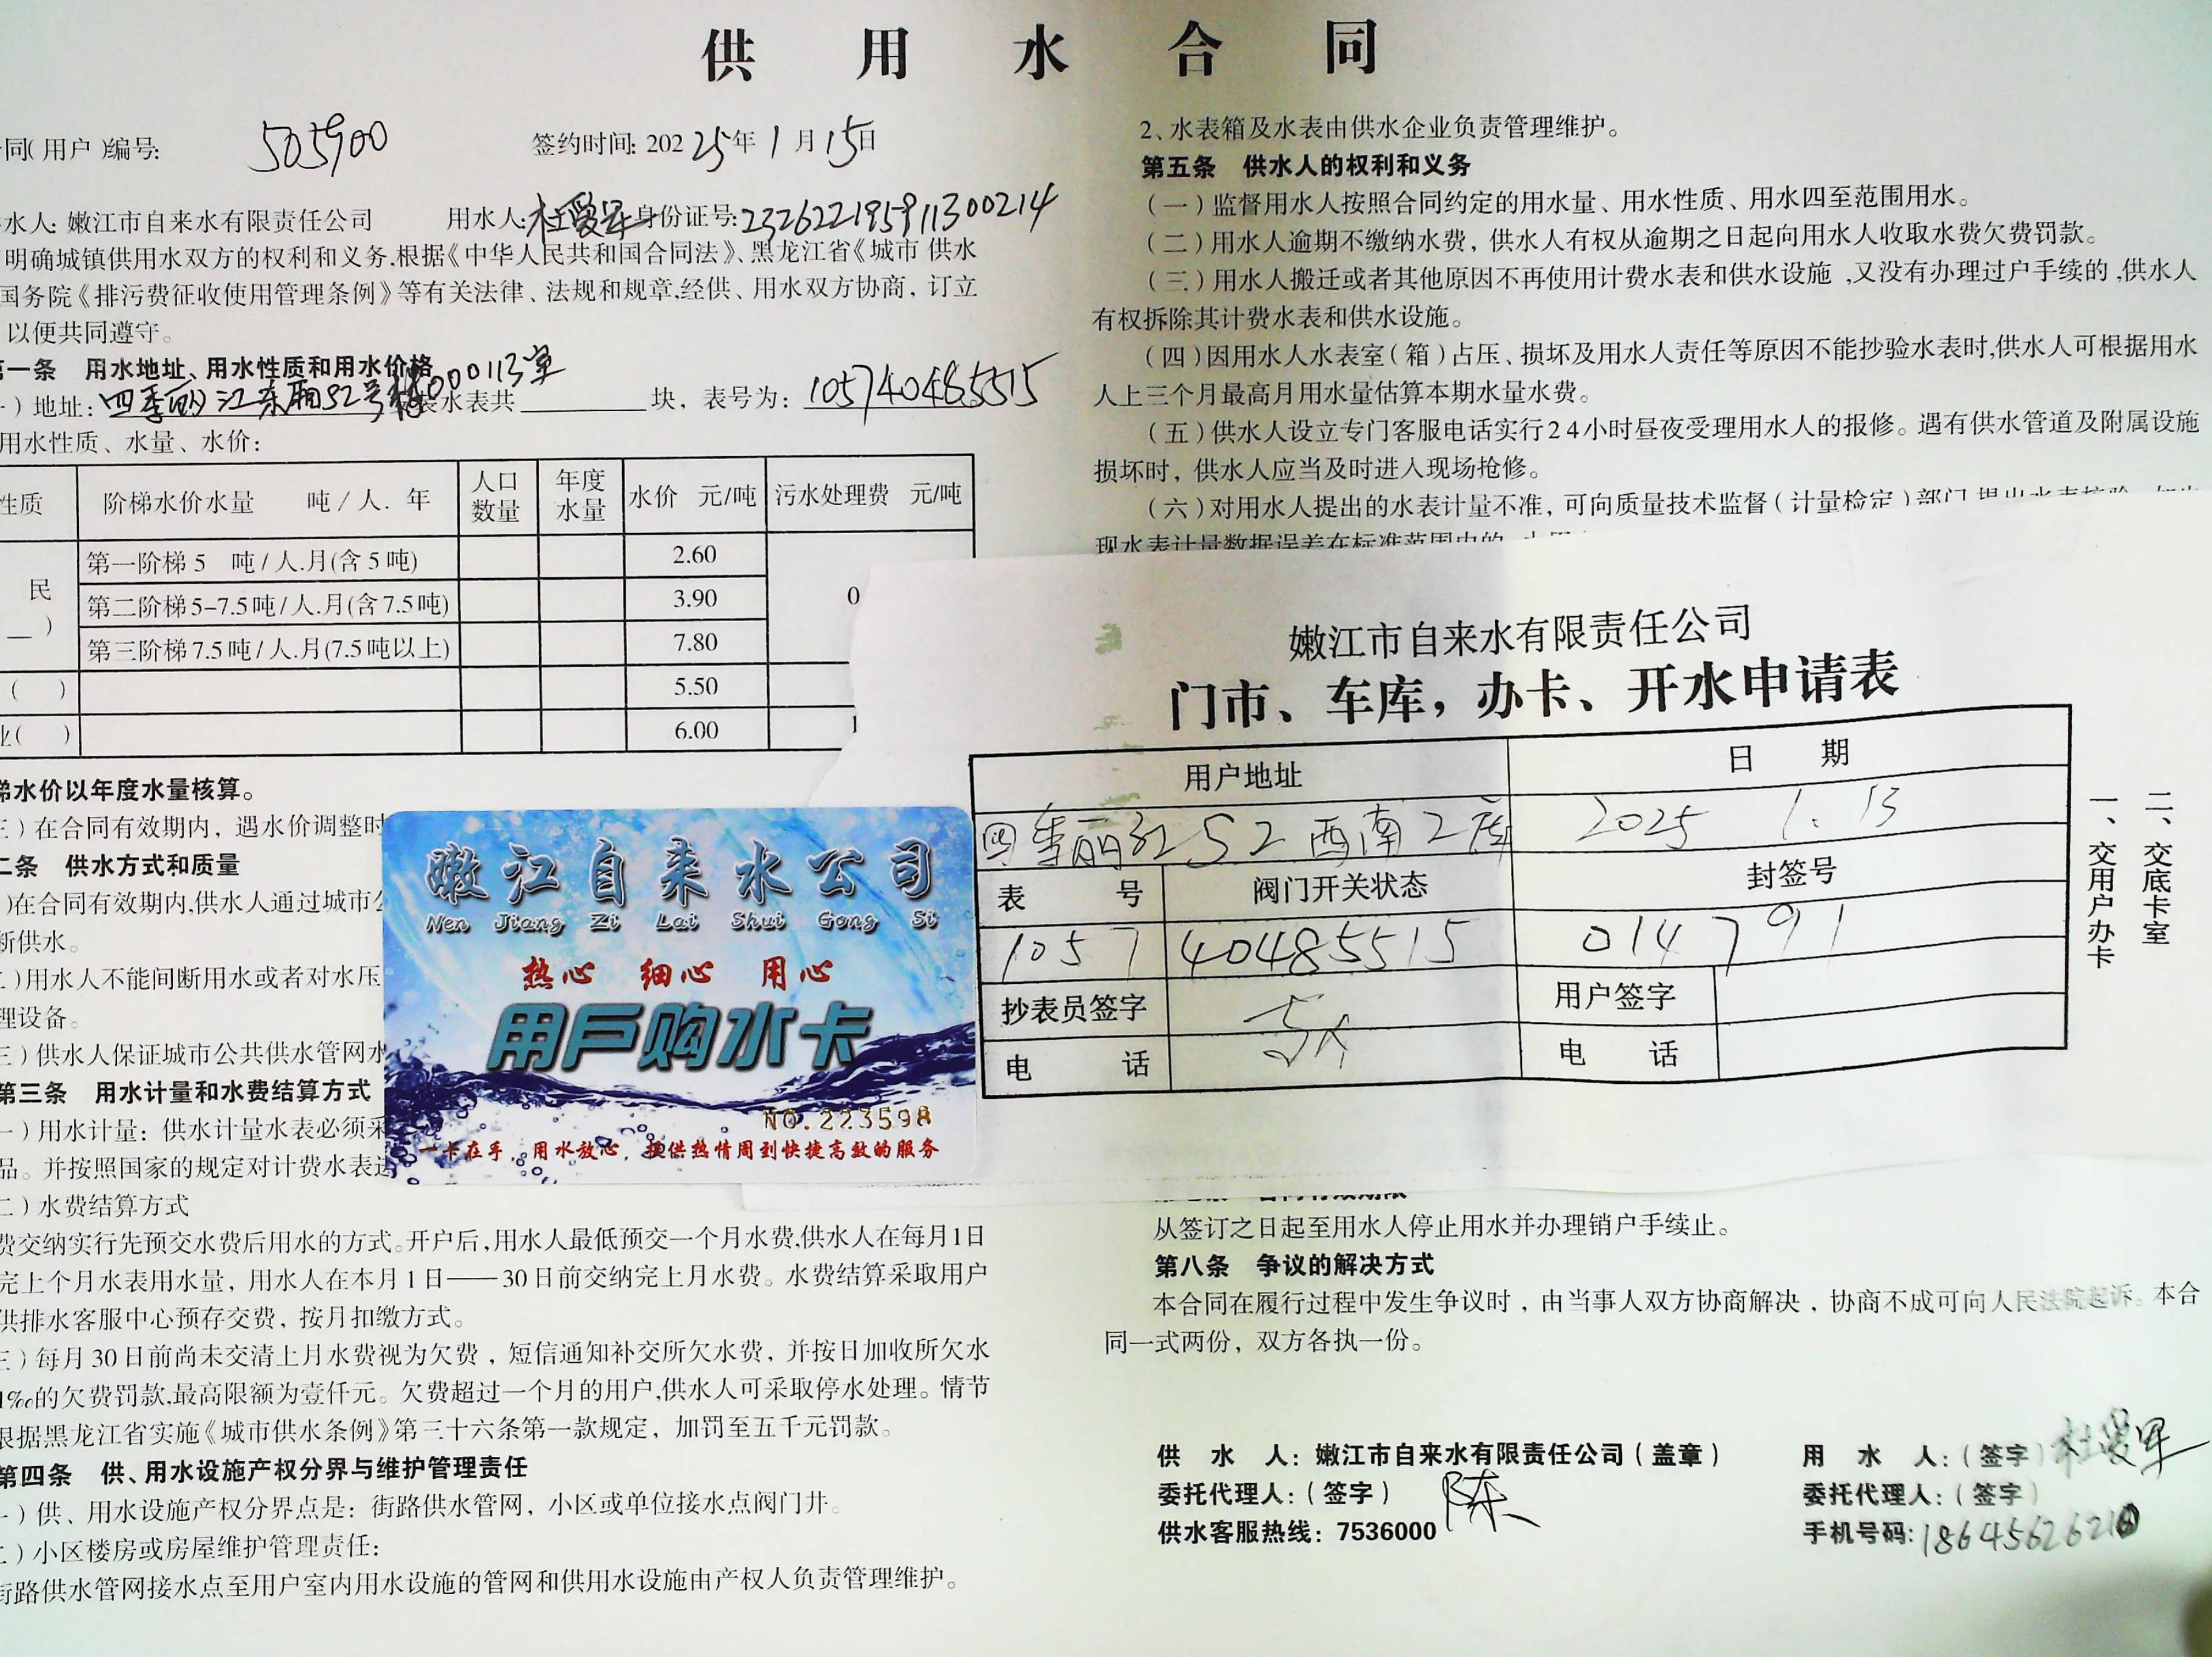 供用水合同
同(用户)编号: 505900 签约时间: 2025年1月15日
水人: 嫩江市自来水有限责任公司 用水人: 杜爱军 身份证号: 232622195911300214
明确城镇供用水双方的权利和义务,根据《中华人民共和国合同法》、黑龙江省《城市 供水
国务院《排污费征收使用管理条例》等有关法律、法规和规章,经供、用水双方协商, 订立
以便共同遵守。
第一条 用水地址、用水性质和用水价格
)地址: 四季丽江东厢S2号楼000113室 装水表共 块, 表号为: 105740485515
用水性质、水量、水价:
性质 阶梯水价水量 吨/人.年 人口数量 年度水量 水价 元/吨 污水处理费 元/吨
民 第一阶梯 5 吨/人.月(含5吨) 2.60
第二阶梯5-7.5吨/人.月(含7.5吨) 3.90 0
第三阶梯7.5吨/人.月(7.5吨以上) 7.80
( ) 5.50
业( ) 6.00 1
梯水价以年度水量核算。
三)在合同有效期内, 遇水价调整时
二条 供水方式和质量
)在合同有效期内,供水人通过城市公
断供水。
二)用水人不能间断用水或者对水压
理设备。
三)供水人保证城市公共供水管网水
第三条 用水计量和水费结算方式
一)用水计量: 供水计量水表必须采
品。并按照国家的规定对计费水表进
二)水费结算方式
费交纳实行先预交水费后用水的方式。开户后,用水人最低预交一个月水费,供水人在每月1日
完上个月水表用水量, 用水人在本月1日——30日前交纳完上月水费。水费结算采取用户
供排水客服中心预存交费, 按月扣缴方式。
三)每月30日前尚未交清上月水费视为欠费, 短信通知补交所欠水费, 并按日加收所欠水
1‰的欠费罚款,最高限额为壹仟元。欠费超过一个月的用户,供水人可采取停水处理。情节
根据黑龙江省实施《城市供水条例》第三十六条第一款规定, 加罚至五千元罚款。
第四条 供、用水设施产权分界与维护管理责任
一)供、用水设施产权分界点是: 街路供水管网, 小区或单位接水点阀门井。
二)小区楼房或房屋维护管理责任:
街路供水管网接水点至用户室内用水设施的管网和供用水设施由产权人负责管理维护。
2、水表箱及水表由供水企业负责管理维护。
第五条 供水人的权利和义务
(一)监督用水人按照合同约定的用水量、用水性质、用水四至范围用水。
(二)用水人逾期不缴纳水费, 供水人有权从逾期之日起向用水人收取水费欠费罚款。
(三)用水人搬迁或者其他原因不再使用计费水表和供水设施 ,又没有办理过户手续的 ,供水人
有权拆除其计费水表和供水设施。
(四)因用水人水表室(箱)占压、损坏及用水人责任等原因不能抄验水表时,供水人可根据用水
人上三个月最高月用水量估算本期水量水费。
(五)供水人设立专门客服电话实行24小时昼夜受理用水人的报修。遇有供水管道及附属设施
损坏时, 供水人应当及时进入现场抢修。
(六)对用水人提出的水表计量不准, 可向质量技术监督(计量检定)部门
现水表计量数据误差在标准范围内的
嫩江市自来水有限责任公司
门市、车库,办卡、开水申请表
用户地址 日 期
四季丽江S2西南2库 2025 1.13
表 号 阀门开关状态 封签号
1057 40485515 014791
抄表员签字 用户签字
电 话 电 话
一、交用户办卡
二、交底卡室
嫩江自来水公司
Nen Jiang Zi Lai Shui Gong Si
热心 细心 用心
用户购水卡
NO.223598
一卡在手, 用水放心, 提供热情周到快捷高效的服务
从签订之日起至用水人停止用水并办理销户手续止。
第八条 争议的解决方式
本合同在履行过程中发生争议时, 由当事人双方协商解决, 协商不成可向人民法院起诉。本合
同一式两份, 双方各执一份。
供 水 人: 嫩江市自来水有限责任公司(盖章) 用 水 人:(签字)杜爱军
委托代理人:(签字)陈 委托代理人:(签字)
供水客服热线: 7536000 手机号码:1864562621